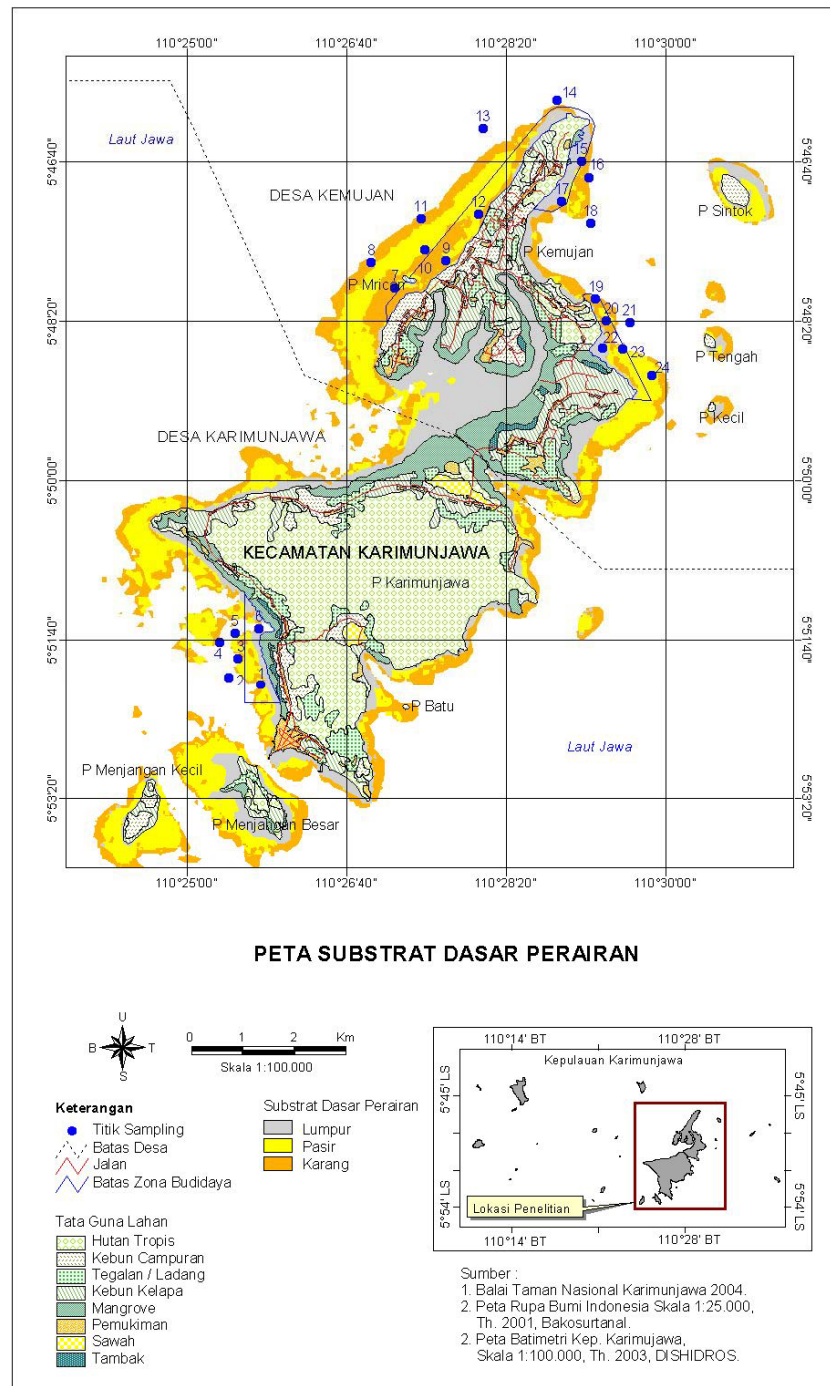 110°25'00" 110°26'40" 110°28'20" 110°30'00"
14
13
Laut Jawa
5°46'40" 15 5°46'40"
16
DESA KEMUJAN
17
P Sintok
12
11
18
P Kemujan
9
8
10
P Mrican
7
19
5°48'20" 20 21 5°48'20"
22 23
P Tengah
24
P Kecil
DESA KARIMUNJAWA
5°50'00" 5°50'00"
KECAMATAN KARIMUNJAWA
P Karimunjawa
5 6
5°51'40" 5°51'40"
4 3
2 1
P Batu
Laut Jawa
P Menjangan Kecil
5°53'20" 5°53'20"
P Menjangan Besar
110°25'00" 110°26'40" 110°28'20" 110°30'00"
PETA SUBSTRAT DASAR PERAIRAN
U
B T
S
0 1 2 Km
Skala 1:100.000
Keterangan
Titik Sampling
Batas Desa
Jalan
Batas Zona Budidaya
Substrat Dasar Perairan
Lumpur
Pasir
Karang
Tata Guna Lahan
Hutan Tropis
Kebun Campuran
Tegalan / Ladang
Kebun Kelapa
Mangrove
Pemukiman
Sawah
Tambak
110°14' BT 110°28' BT
Kepulauan Karimunjawa
5°45' LS 5°45' LS
5°54' LS 5°54' LS
Lokasi Penelitian
110°14' BT 110°28' BT
Sumber :
1. Balai Taman Nasional Karimunjawa 2004.
2. Peta Rupa Bumi Indonesia Skala 1:25.000,
Th. 2001, Bakosurtanal.
2. Peta Batimetri Kep. Karimujawa,
Skala 1:100.000, Th. 2003, DISHIDROS.